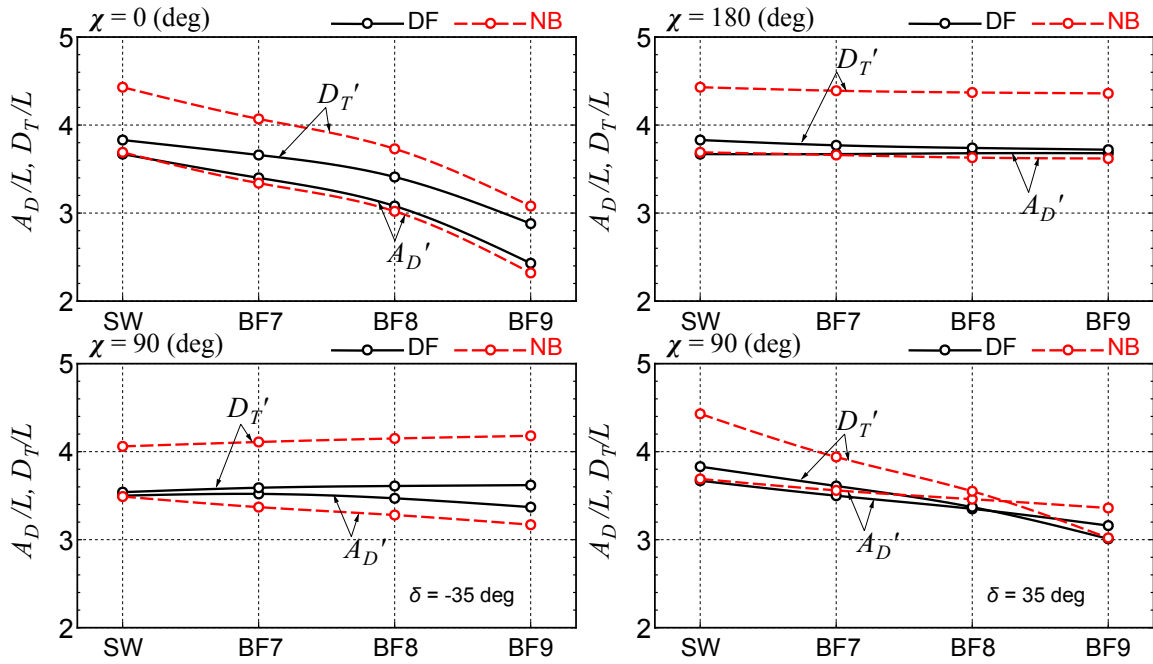 χ = 0 (deg) DF NB
5
4
3
2
A_D/L, D_T/L
D_T'
A_D'
SW BF7 BF8 BF9
χ = 180 (deg) DF NB
5
4
3
2
A_D/L, D_T/L
D_T'
A_D'
SW BF7 BF8 BF9
χ = 90 (deg) DF NB
5
4
3
2
A_D/L, D_T/L
D_T'
A_D'
δ = -35 deg
SW BF7 BF8 BF9
χ = 90 (deg) DF NB
5
4
3
2
A_D/L, D_T/L
D_T'
A_D'
δ = 35 deg
SW BF7 BF8 BF9